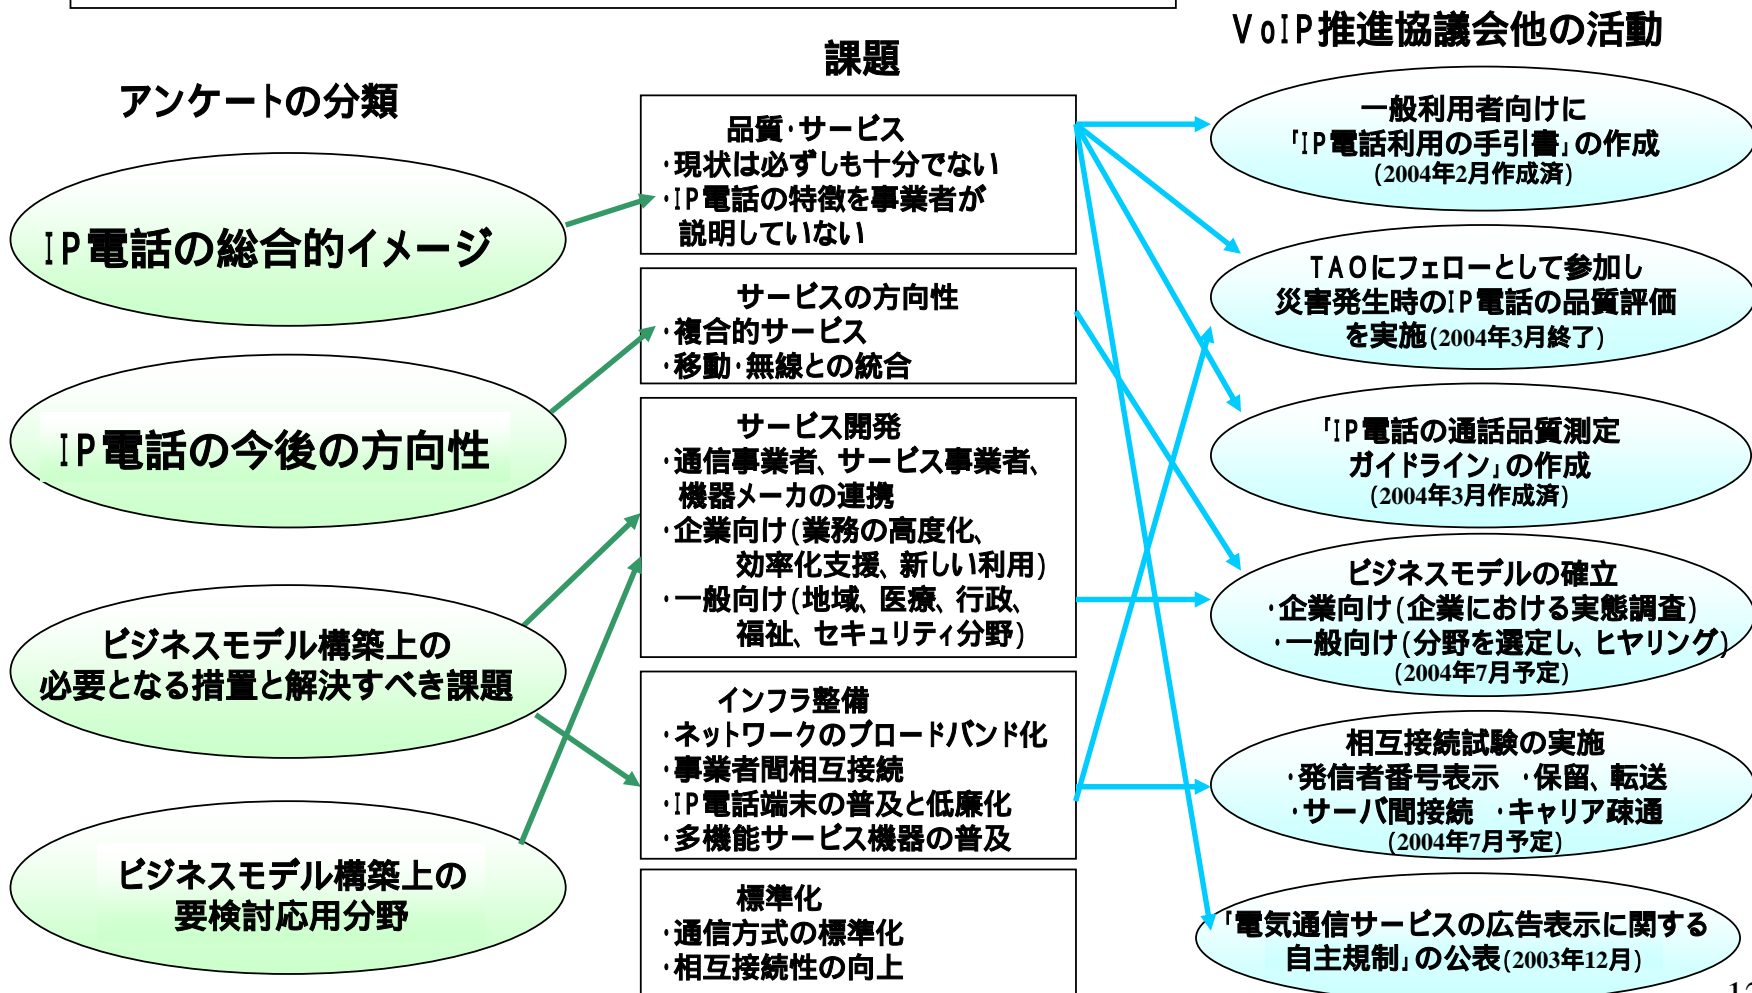 アンケートの分類
IP電話の総合的イメージ
IP電話の今後の方向性
ビジネスモデル構築上の
必要となる措置と解決すべき課題
ビジネスモデル構築上の
要検討応用分野
課題
品質・サービス
・現状は必ずしも十分でない
・IP電話の特徴を事業者が
説明していない
サービスの方向性
・複合的サービス
・移動・無線との統合
サービス開発
・通信事業者、サービス事業者、
機器メーカの連携
・企業向け(業務の高度化、
効率化支援、新しい利用)
・一般向け(地域、医療、行政、
福祉、セキュリティ分野)
インフラ整備
・ネットワークのブロードバンド化
・事業者間相互接続
・IP電話端末の普及と低廉化
・多機能サービス機器の普及
標準化
・通信方式の標準化
・相互接続性の向上
VoIP推進協議会他の活動
一般利用者向けに
「IP電話利用の手引書」の作成
(2004年2月作成済)
TAOにフェローとして参加し
災害発生時のIP電話の品質評価
を実施(2004年3月終了)
「IP電話の通話品質測定
ガイドライン」の作成
(2004年3月作成済)
ビジネスモデルの確立
・企業向け(企業における実態調査)
・一般向け(分野を選定し、ヒヤリング)
(2004年7月予定)
相互接続試験の実施
・発信者番号表示 ・保留、転送
・サーバ間接続 ・キャリア疎通
(2004年7月予定)
「電気通信サービスの広告表示に関する
自主規制」の公表(2003年12月)